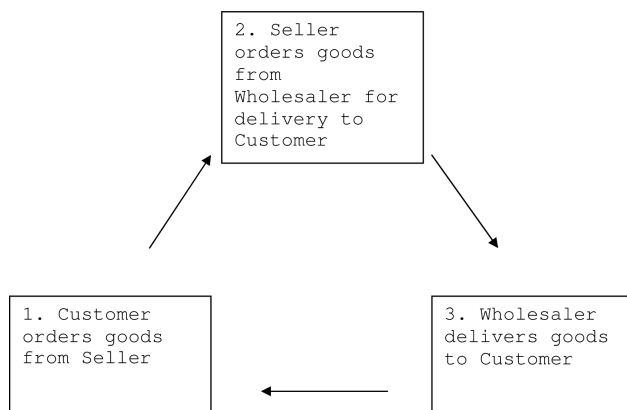 2. Seller
orders goods
from
Wholesaler for
delivery to
Customer
1. Customer
orders goods
from Seller
3. Wholesaler
delivers goods
to Customer